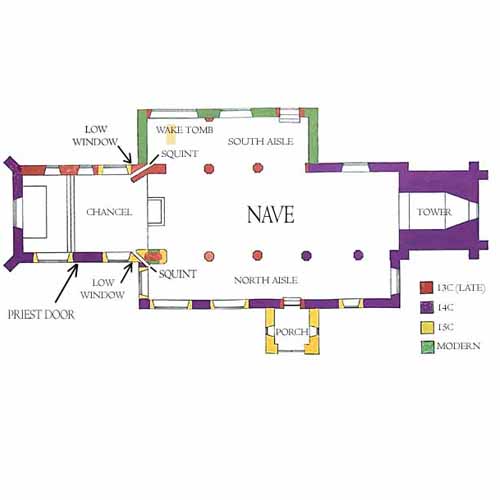 WAKE TOMB
LOW
WINDOW
SOUTH AISLE
SQUINT
CHANCEL
NAVE
TOWER
LOW
WINDOW
SQUINT
NORTH AISLE
PRIEST DOOR
PORCH
13C (LATE)
14C
15C
MODERN